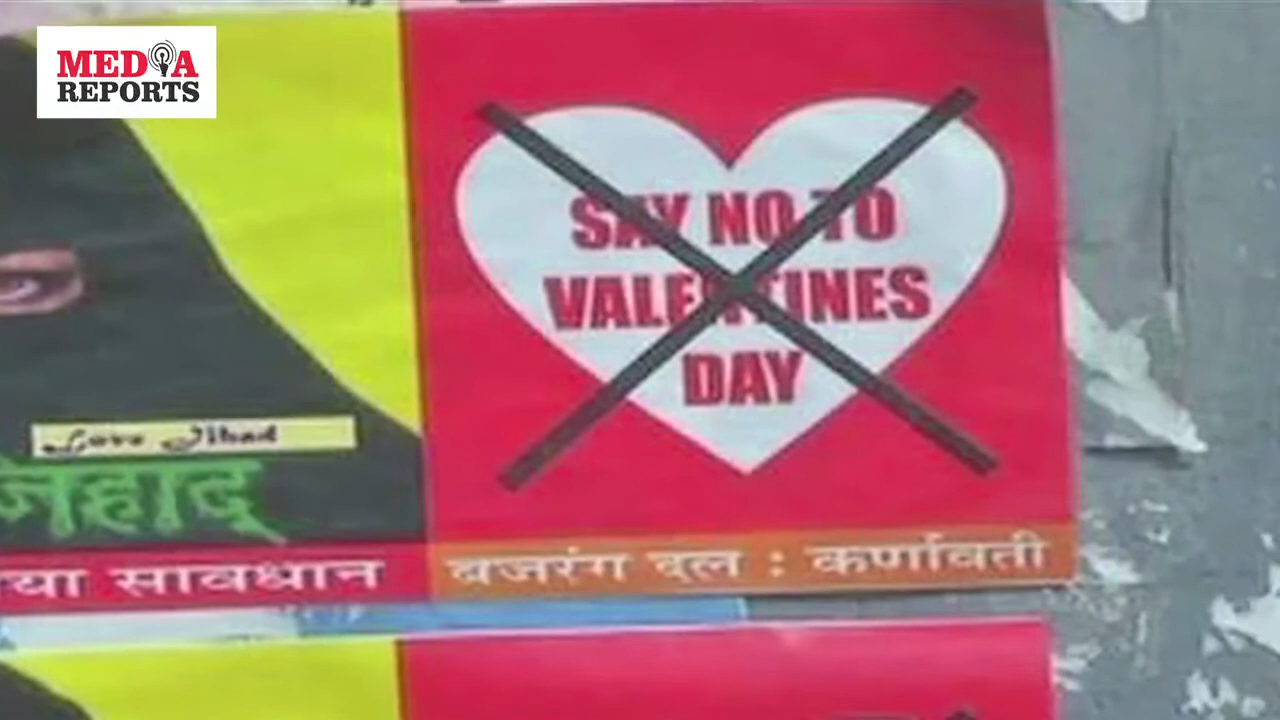 MEDIA
REPORTS
SAY NO TO
VALENTINES
DAY
Love Jihad
जिहाद्
सावधान
बजरंग दल : कर्णावती